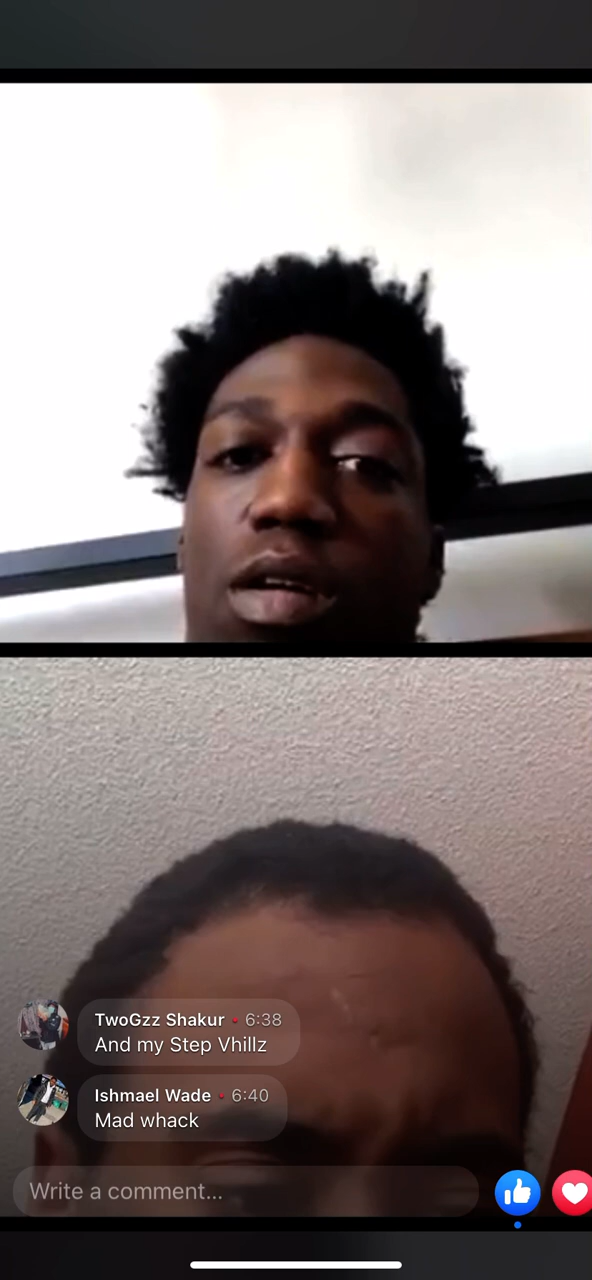 TwoGzz Shakur • 6:38
And my Step Vhillz
Ishmael Wade • 6:40
Mad whack
Write a comment...